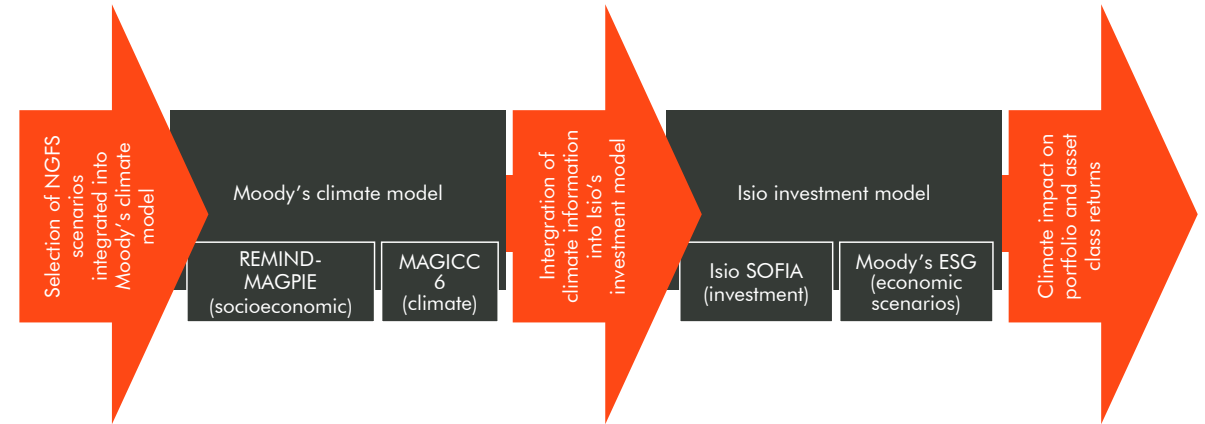 Selection of NGFS
scenarios
integrated into
Moody's climate
model
Moody's climate model
REMIND-
MAGPIE
(socioeconomic)
MAGICC
6
(climate)
Intergration of
climate information
into Isio's
investment model
Isio investment model
Isio SOFIA
(investment)
Moody's ESG
(economic
scenarios)
Climate impact on
portfolio and asset
class returns